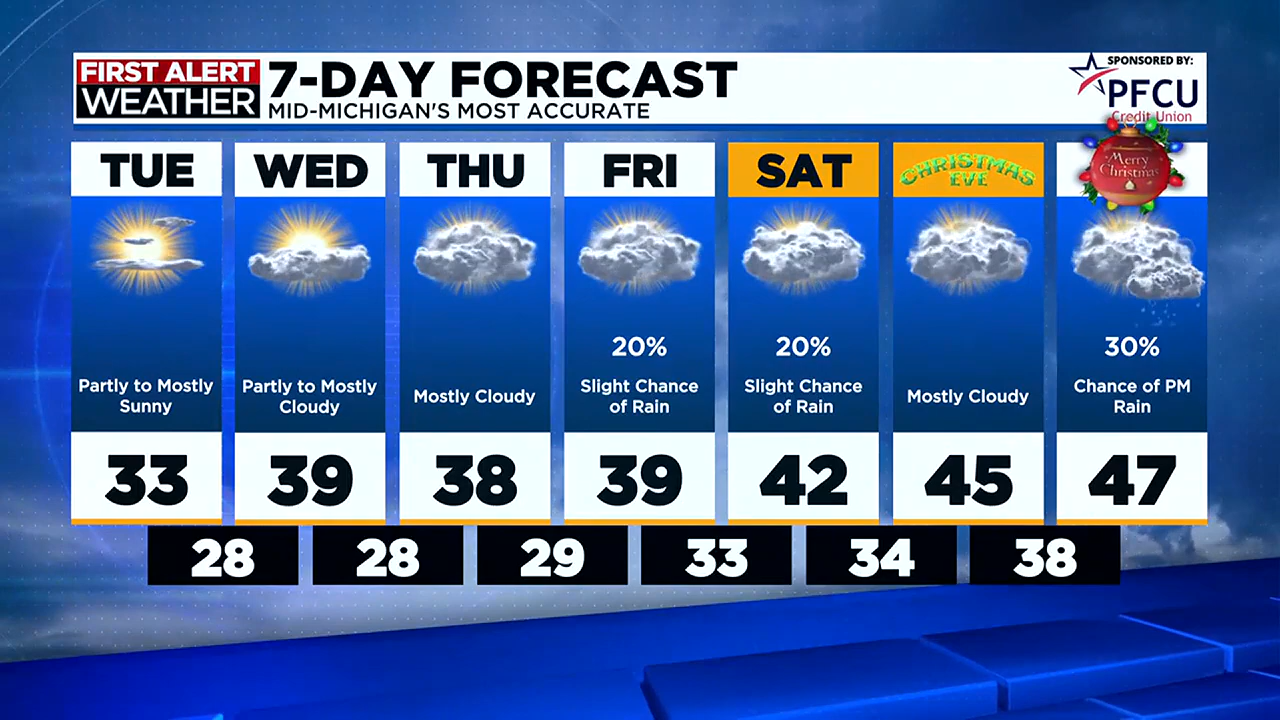 FIRST ALERT
WEATHER
7-DAY FORECAST
MID-MICHIGAN'S MOST ACCURATE
SPONSORED BY:
PFCU
Credit Union
TUE
WED
THU
FRI
SAT
CHRISTMAS
EVE
Merry
Christmas
20%
20%
30%
Partly to Mostly
Sunny
Partly to Mostly
Cloudy
Mostly Cloudy
Slight Chance
of Rain
Slight Chance
of Rain
Mostly Cloudy
Chance of PM
Rain
33
39
38
39
42
45
47
28
28
29
33
34
38